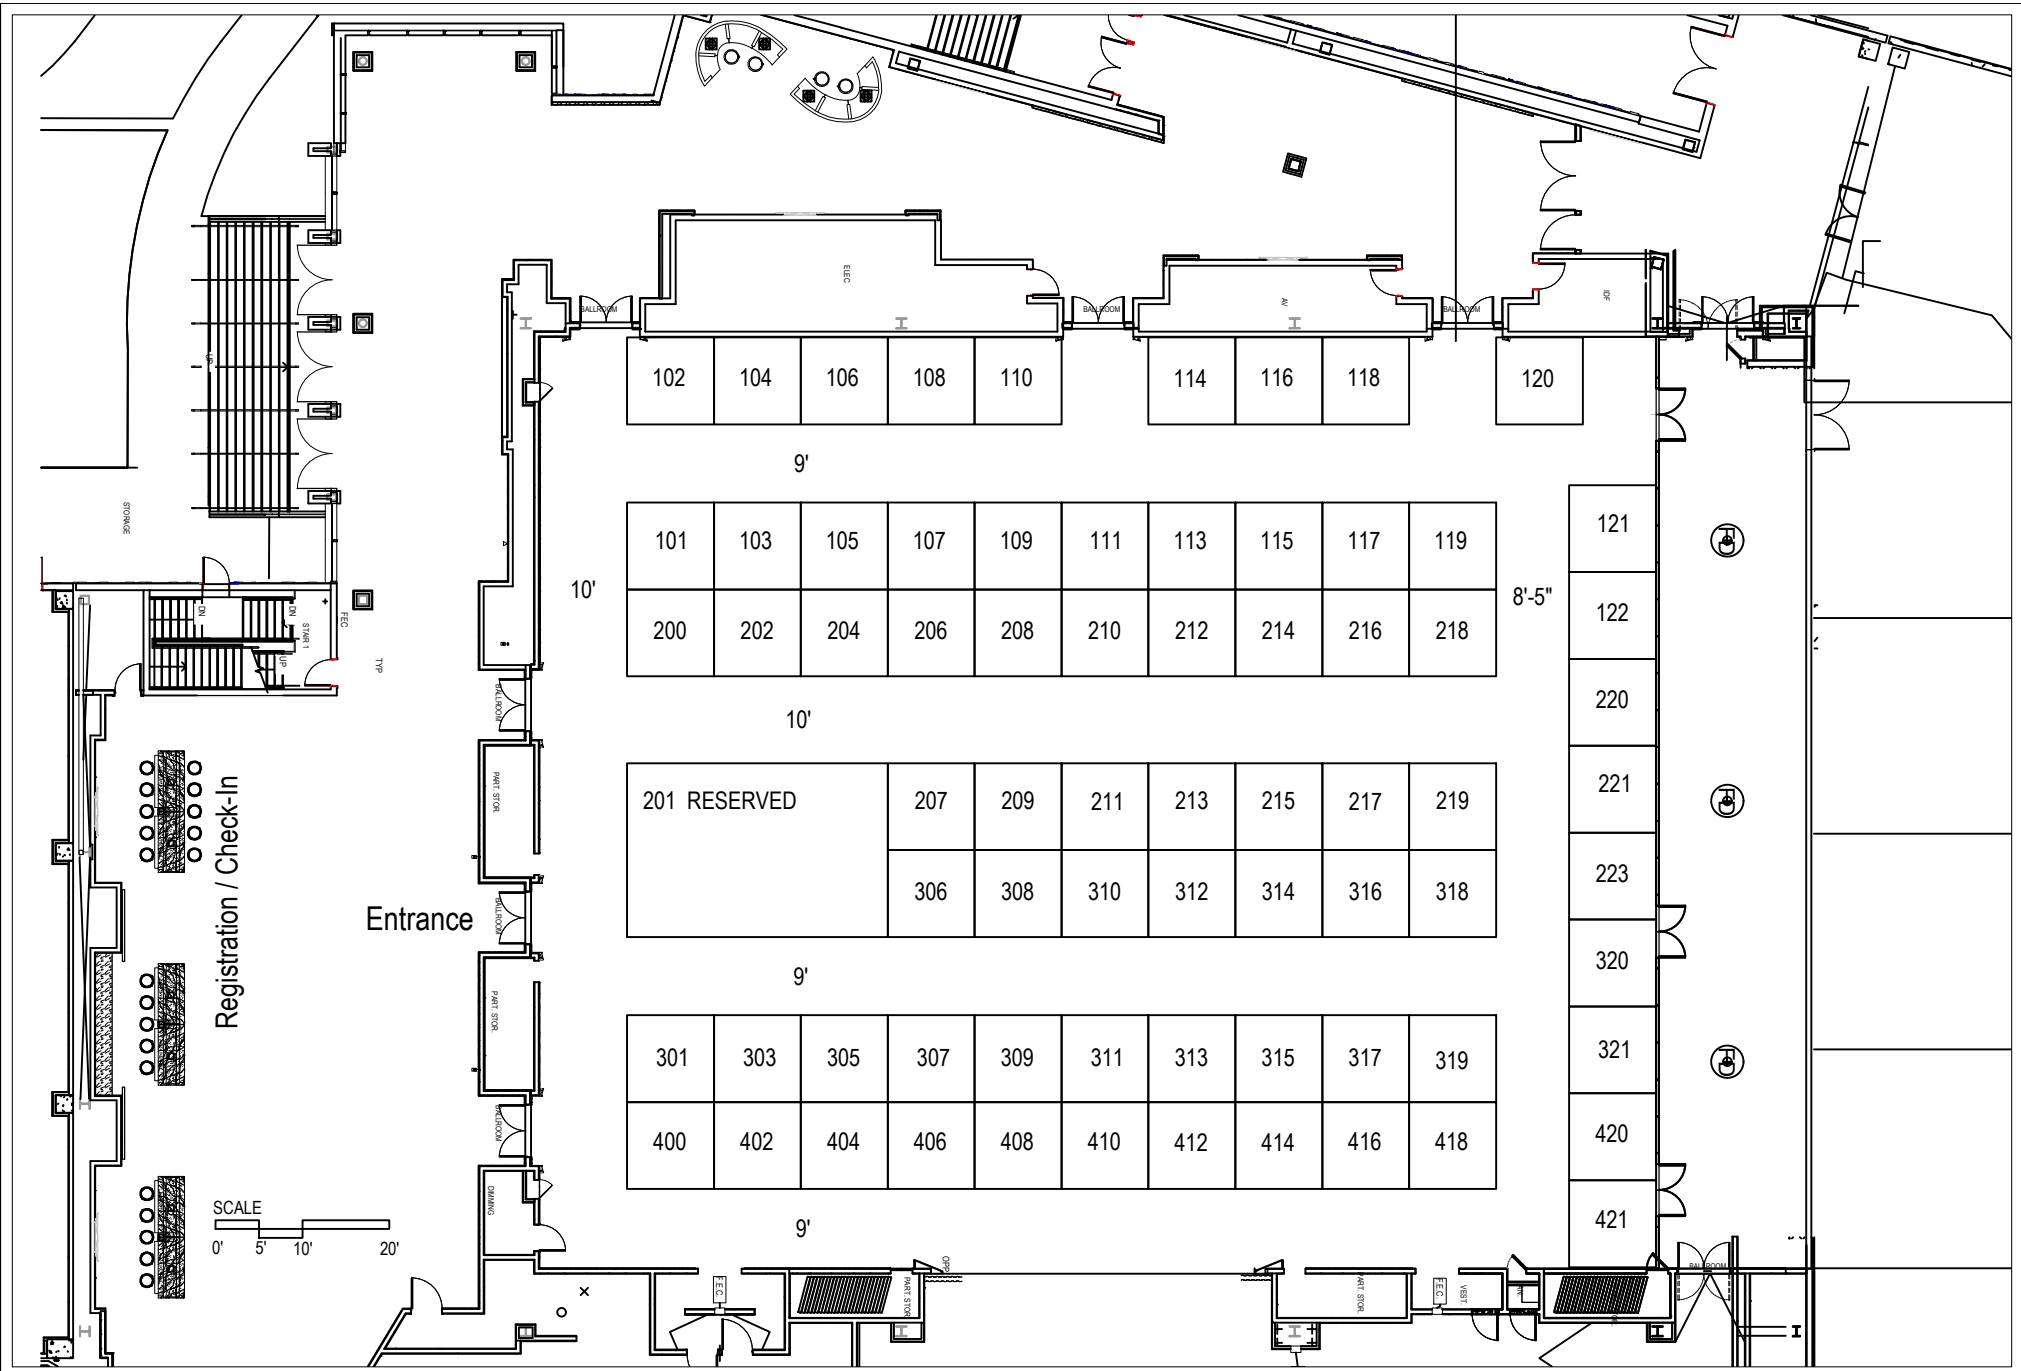 ELEC
AV
IDF
BALLROOM
BALLROOM
BALLROOM
UP
102 104 106 108 110 114 116 118 120
9'
STORAGE
101 103 105 107 109 111 113 115 117 119
121
10'
8'-5"
200 202 204 206 208 210 212 214 216 218
122
DN
DN
STAIR 1
UP
FEC
TYP
220
BALLROOM
10'
PART. STOR.
201 RESERVED
207 209 211 213 215 217 219
221
Registration / Check-In
306 308 310 312 314 316 318
223
Entrance
BALLROOM
320
9'
PART. STOR.
301 303 305 307 309 311 313 315 317 319
321
BALLROOM
400 402 404 406 408 410 412 414 416 418
420
DIMMING
SCALE
0' 5' 10' 20'
9'
421
OPP
F.E.C.
PART. STOR.
PART. STOR.
F.E.C.
VEST.
BALLROOM